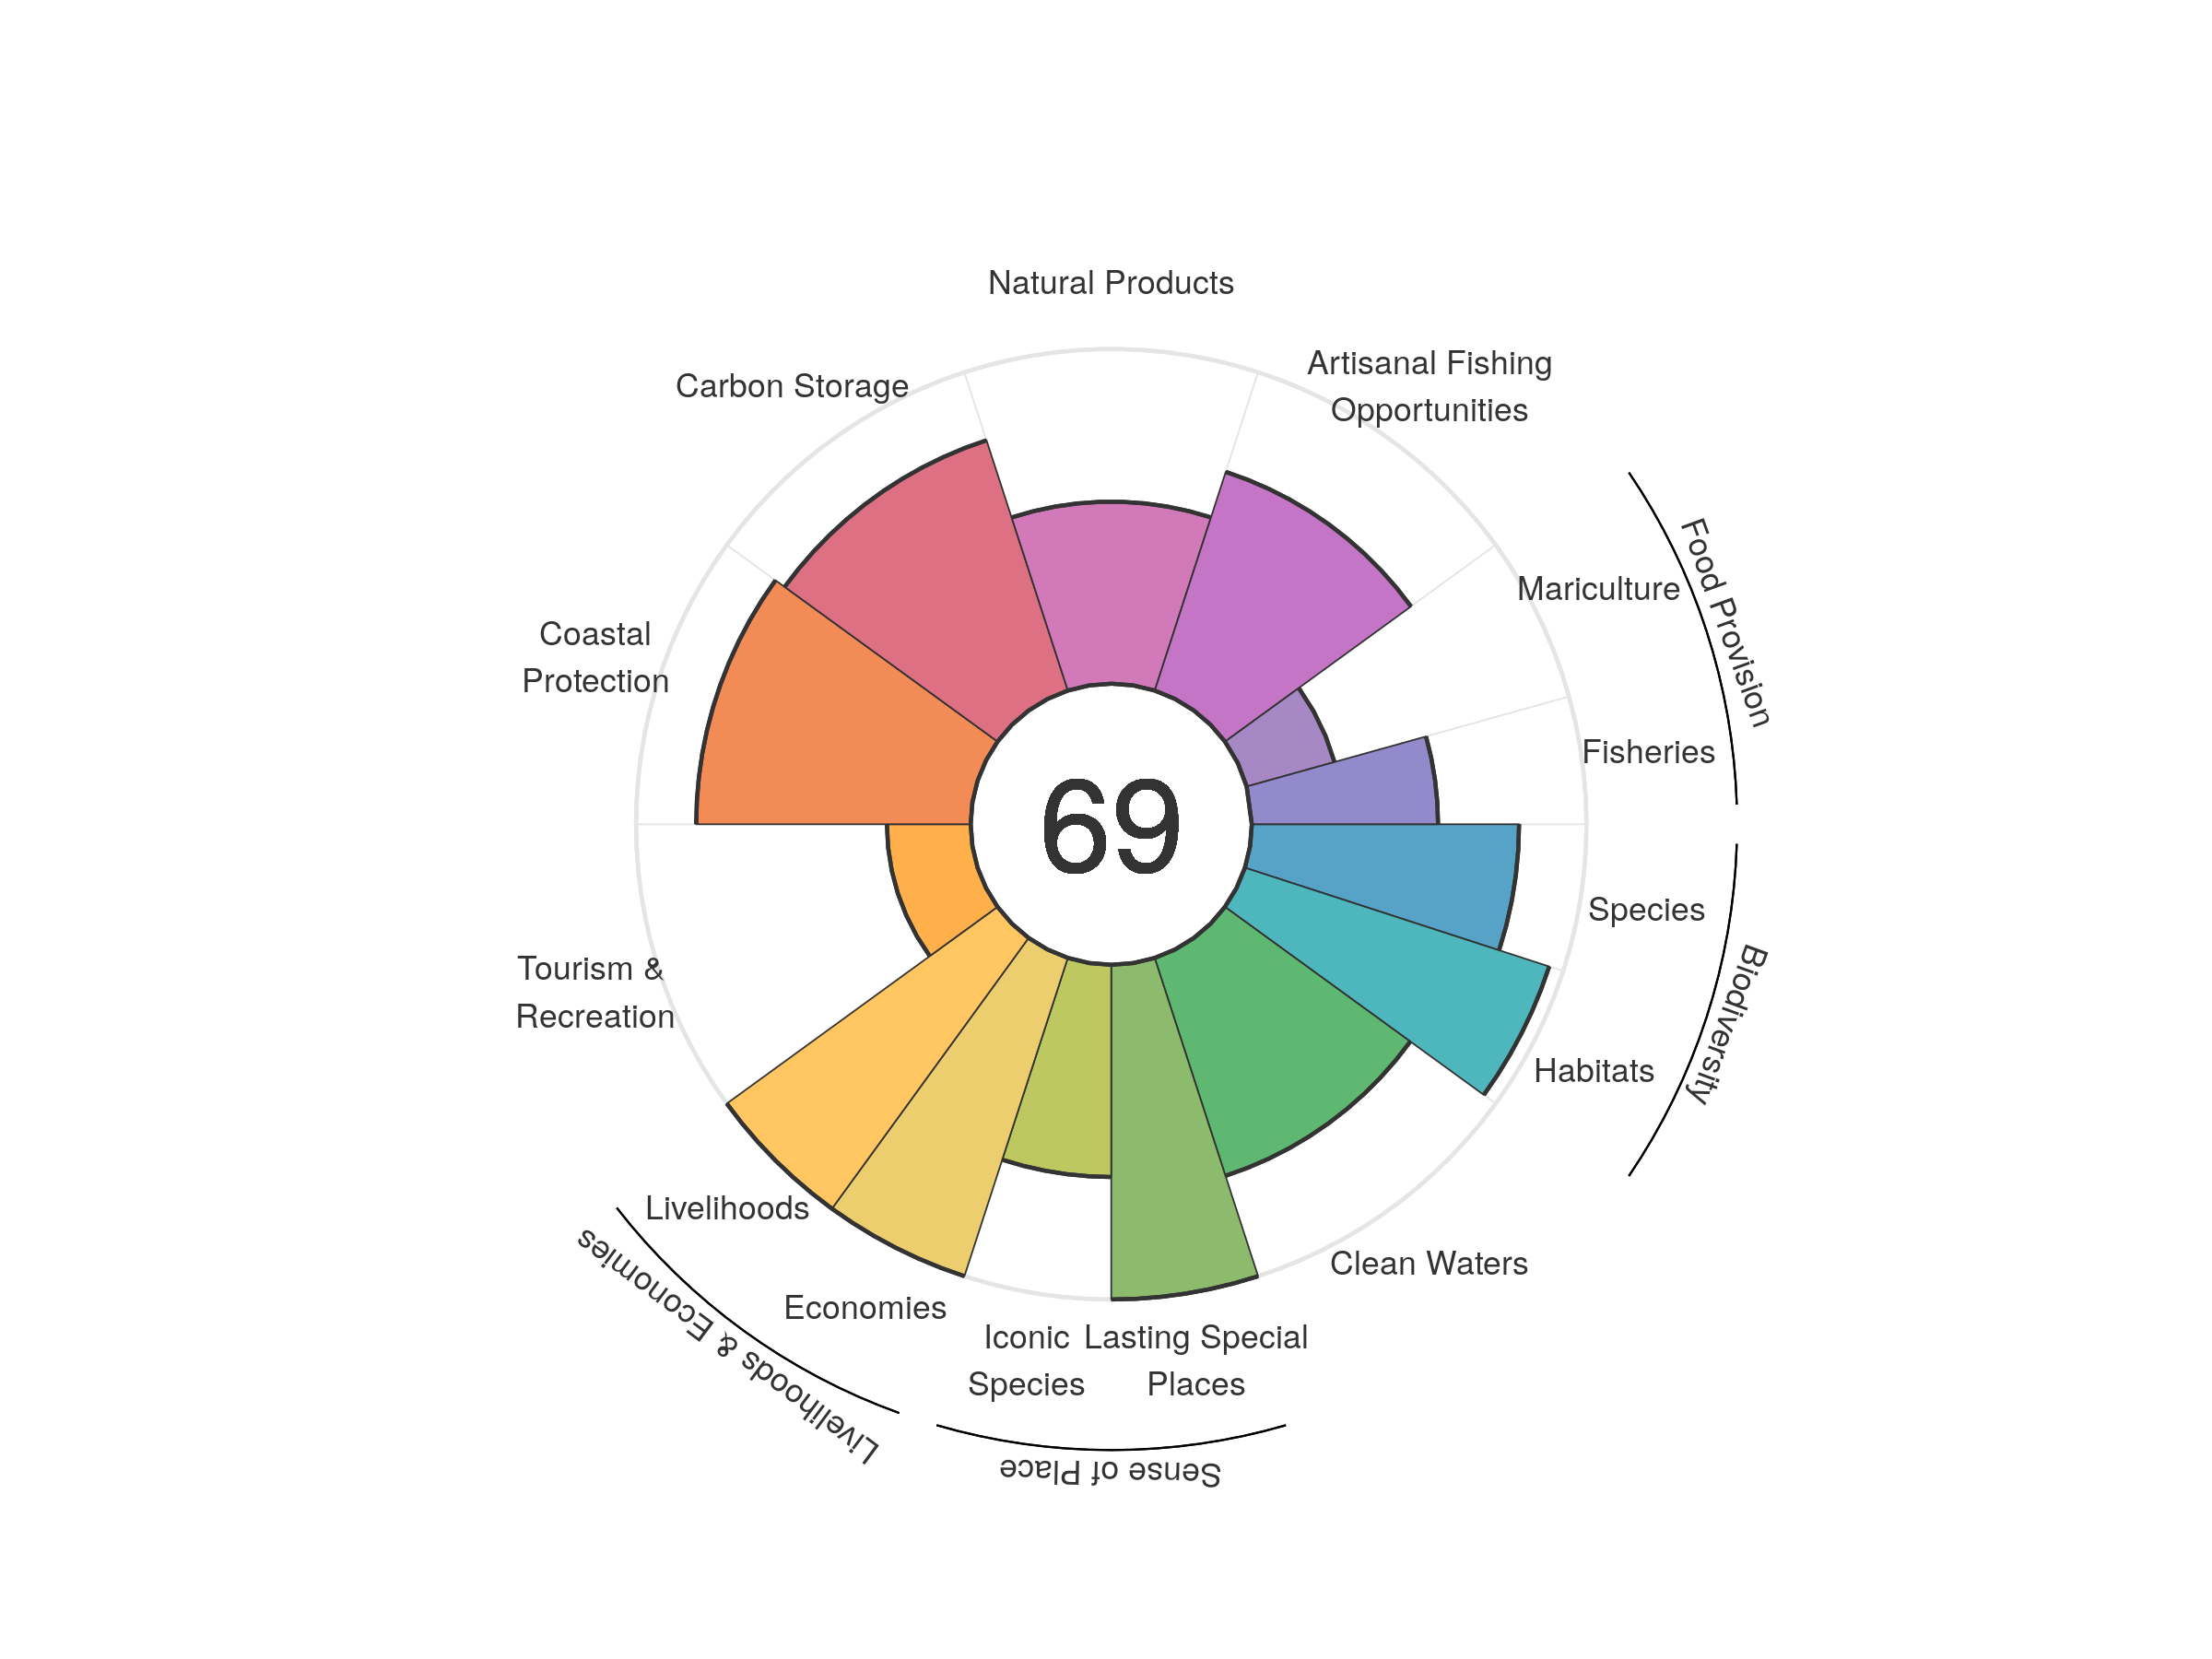 Natural Products
Artisanal Fishing
Opportunities
Carbon Storage
Mariculture
Food Provision
Coastal
Protection
Fisheries
69
Species
Biodiversity
Tourism &
Recreation
Habitats
Livelihoods
Clean Waters
Economies
Livelihoods & Economies
Iconic
Species
Lasting Special
Places
Sense of Place